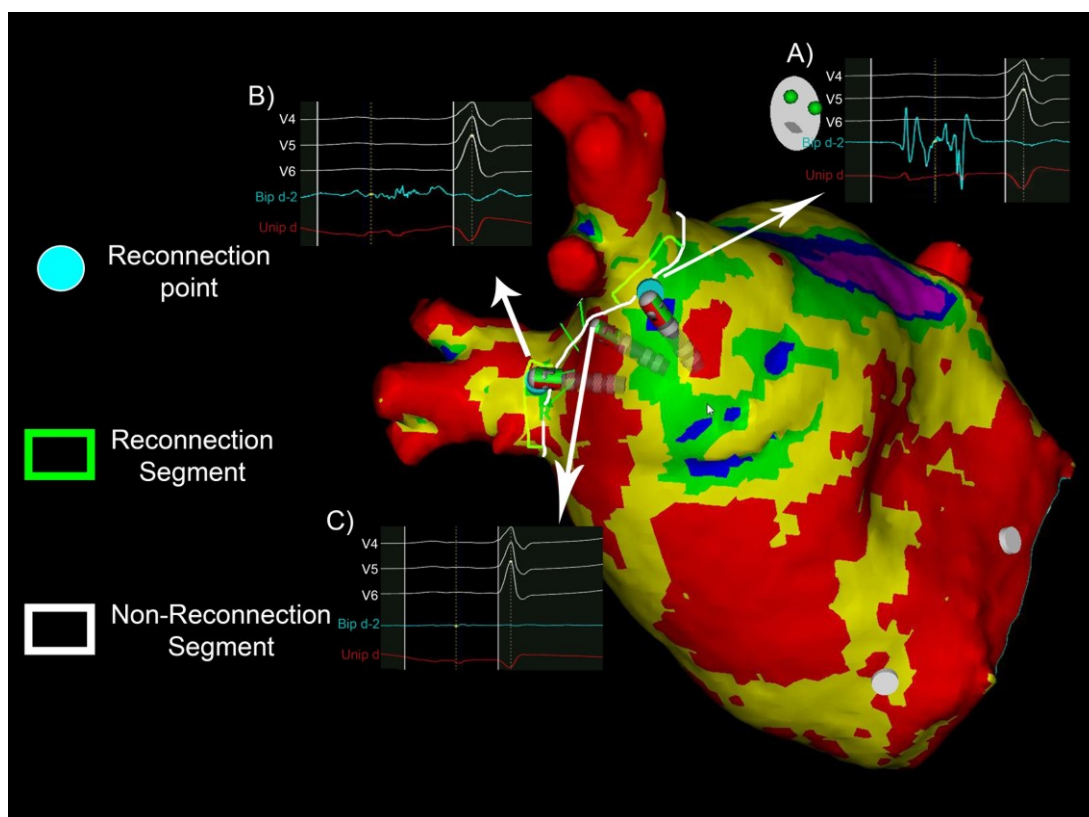 A)
V4
V5
V6
Bip d-2
Unip d
B)
V4
V5
V6
Bip d-2
Unip d
Reconnection
point
Reconnection
Segment
C)
V4
V5
V6
Bip d-2
Unip d
Non-Reconnection
Segment